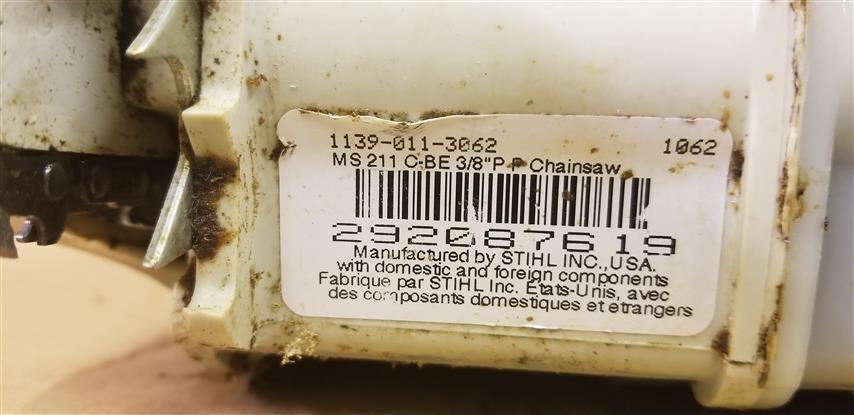 1139-011-3062 1062
MS 211 C-BE 3/8"P P Chainsaw
292087619
Manufactured by STIHL INC., USA.
with domestic and foreign components
Fabrique par STIHL Inc. Etats-Unis, avec
des composants domestiques et etrangers